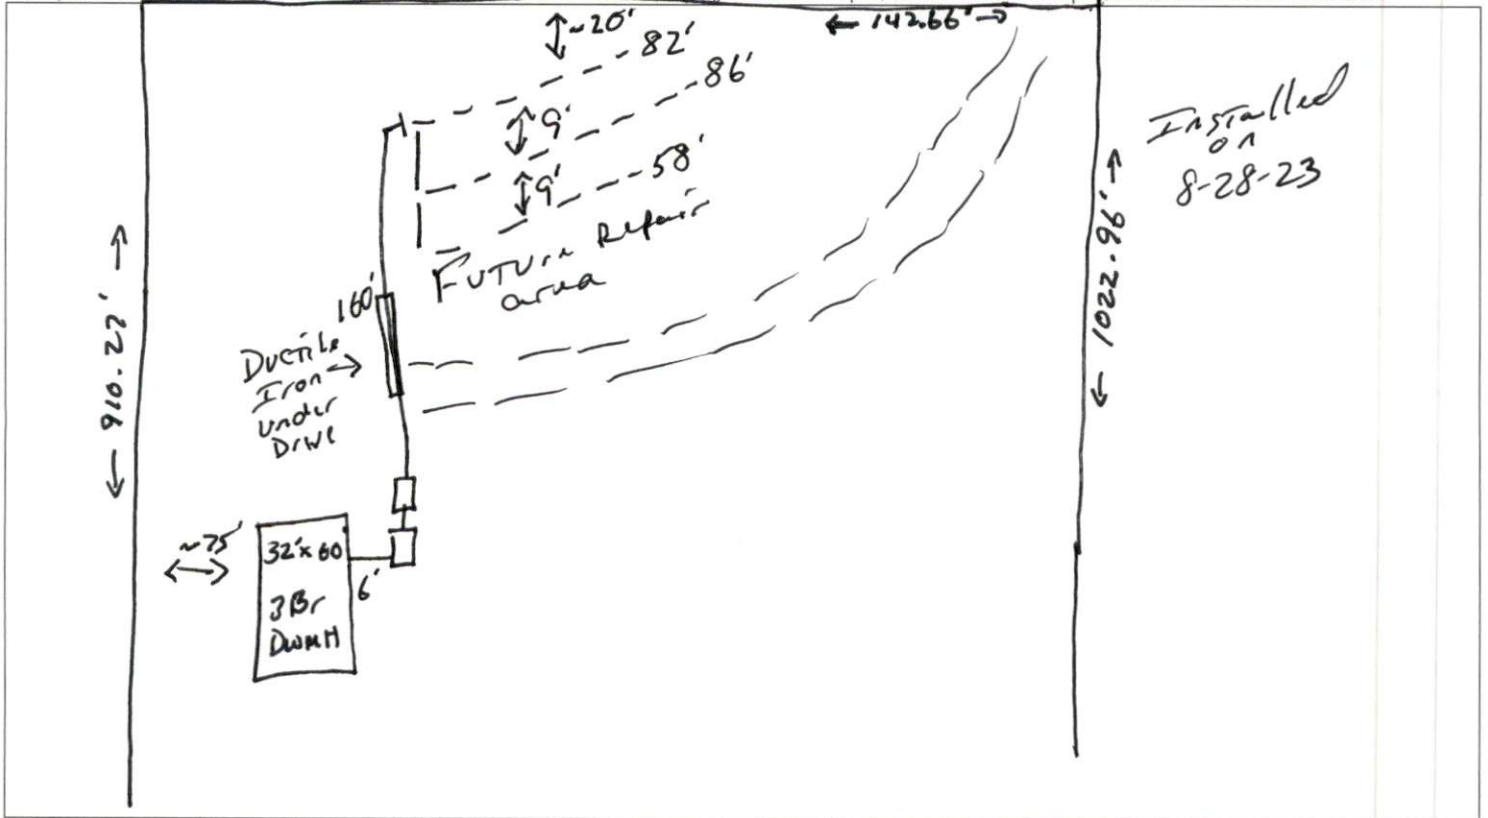 ~20'
← 142.66' →
82'
86'
9'
58'
9'
Future Repair
area
Installed
on
8-28-23
← 1022.96' →
← 910.22' →
160'
Ductile
Iron →
under
Drive
~75'
32'x60
3Br
DWMH
6'